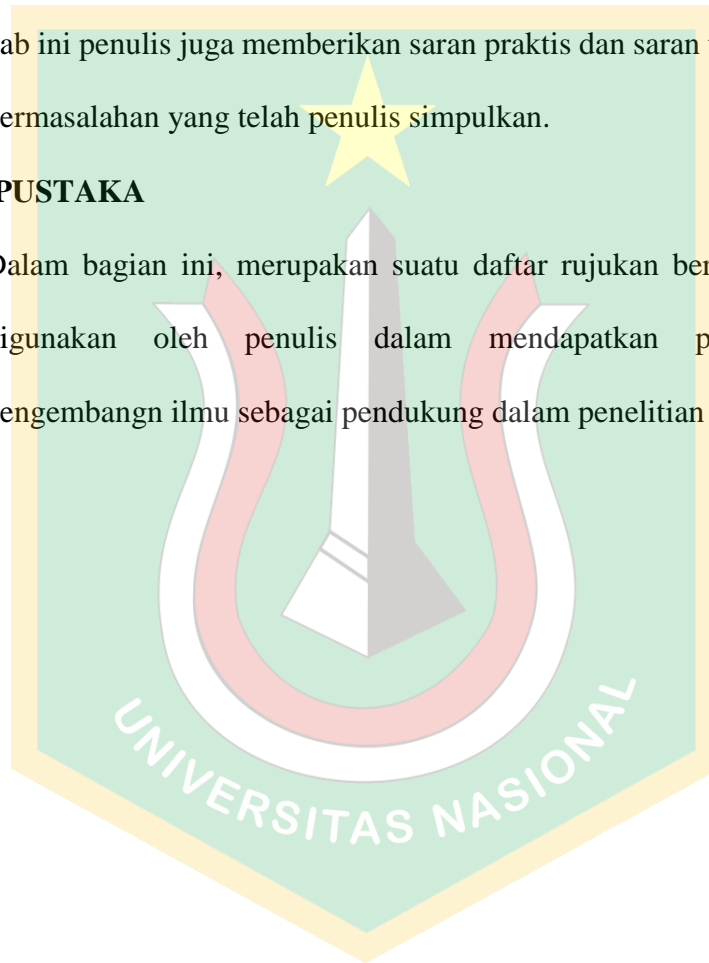 ab ini penulis juga memberikan saran praktis dan saran
ermasalahan yang telah penulis simpulkan.
PUSTAKA
Dalam bagian ini, merupakan suatu daftar rujukan ber
igunakan oleh penulis dalam mendapatkan p
engembangn ilmu sebagai pendukung dalam penelitian
UNIVERSITAS NASIONAL